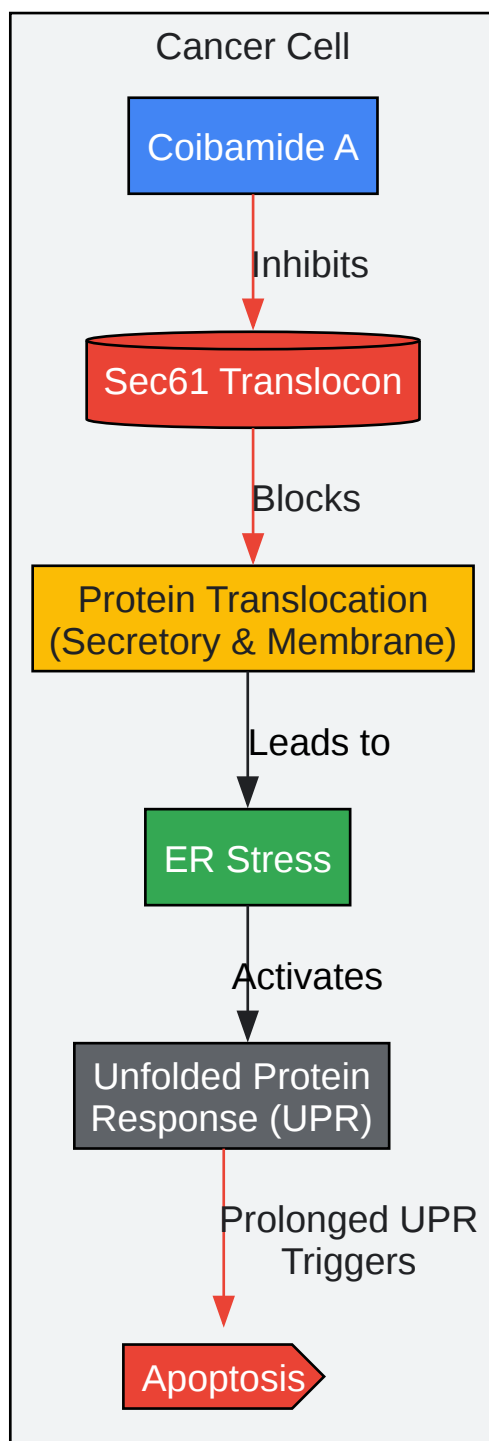 Cancer Cell
Coibamide A
Inhibits
Sec61 Translocon
Blocks
Protein Translocation
(Secretory & Membrane)
Leads to
ER Stress
Activates
Unfolded Protein
Response (UPR)
Prolonged UPR
Triggers
Apoptosis